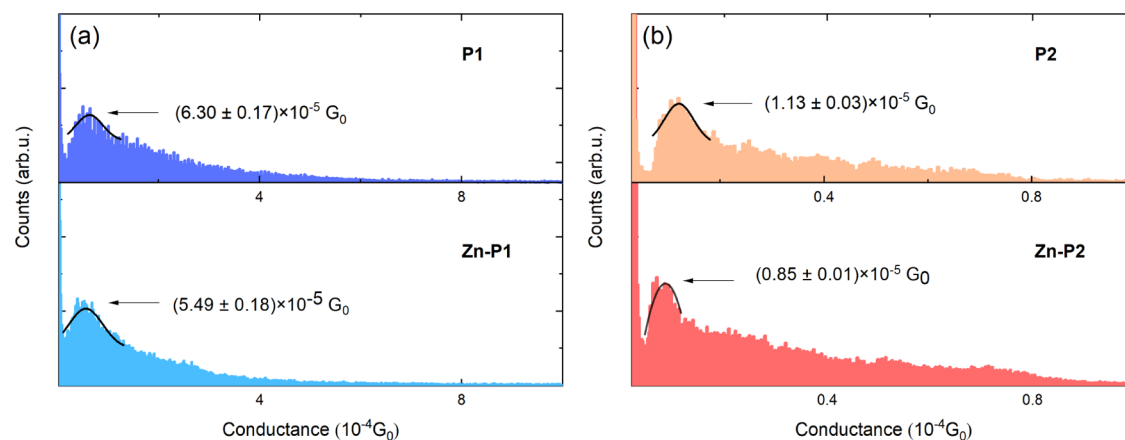 (a)
P1
(6.30 ± 0.17)×10⁻⁵ G₀
Counts (arb.u.)
4
8
Zn-P1
(5.49 ± 0.18)×10⁻⁵ G₀
4
8
Conductance (10⁻⁴G₀)
(b)
P2
(1.13 ± 0.03)×10⁻⁵ G₀
Counts (arb.u.)
0.4
0.8
Zn-P2
(0.85 ± 0.01)×10⁻⁵ G0
0.4
0.8
Conductance (10⁻⁴G₀)